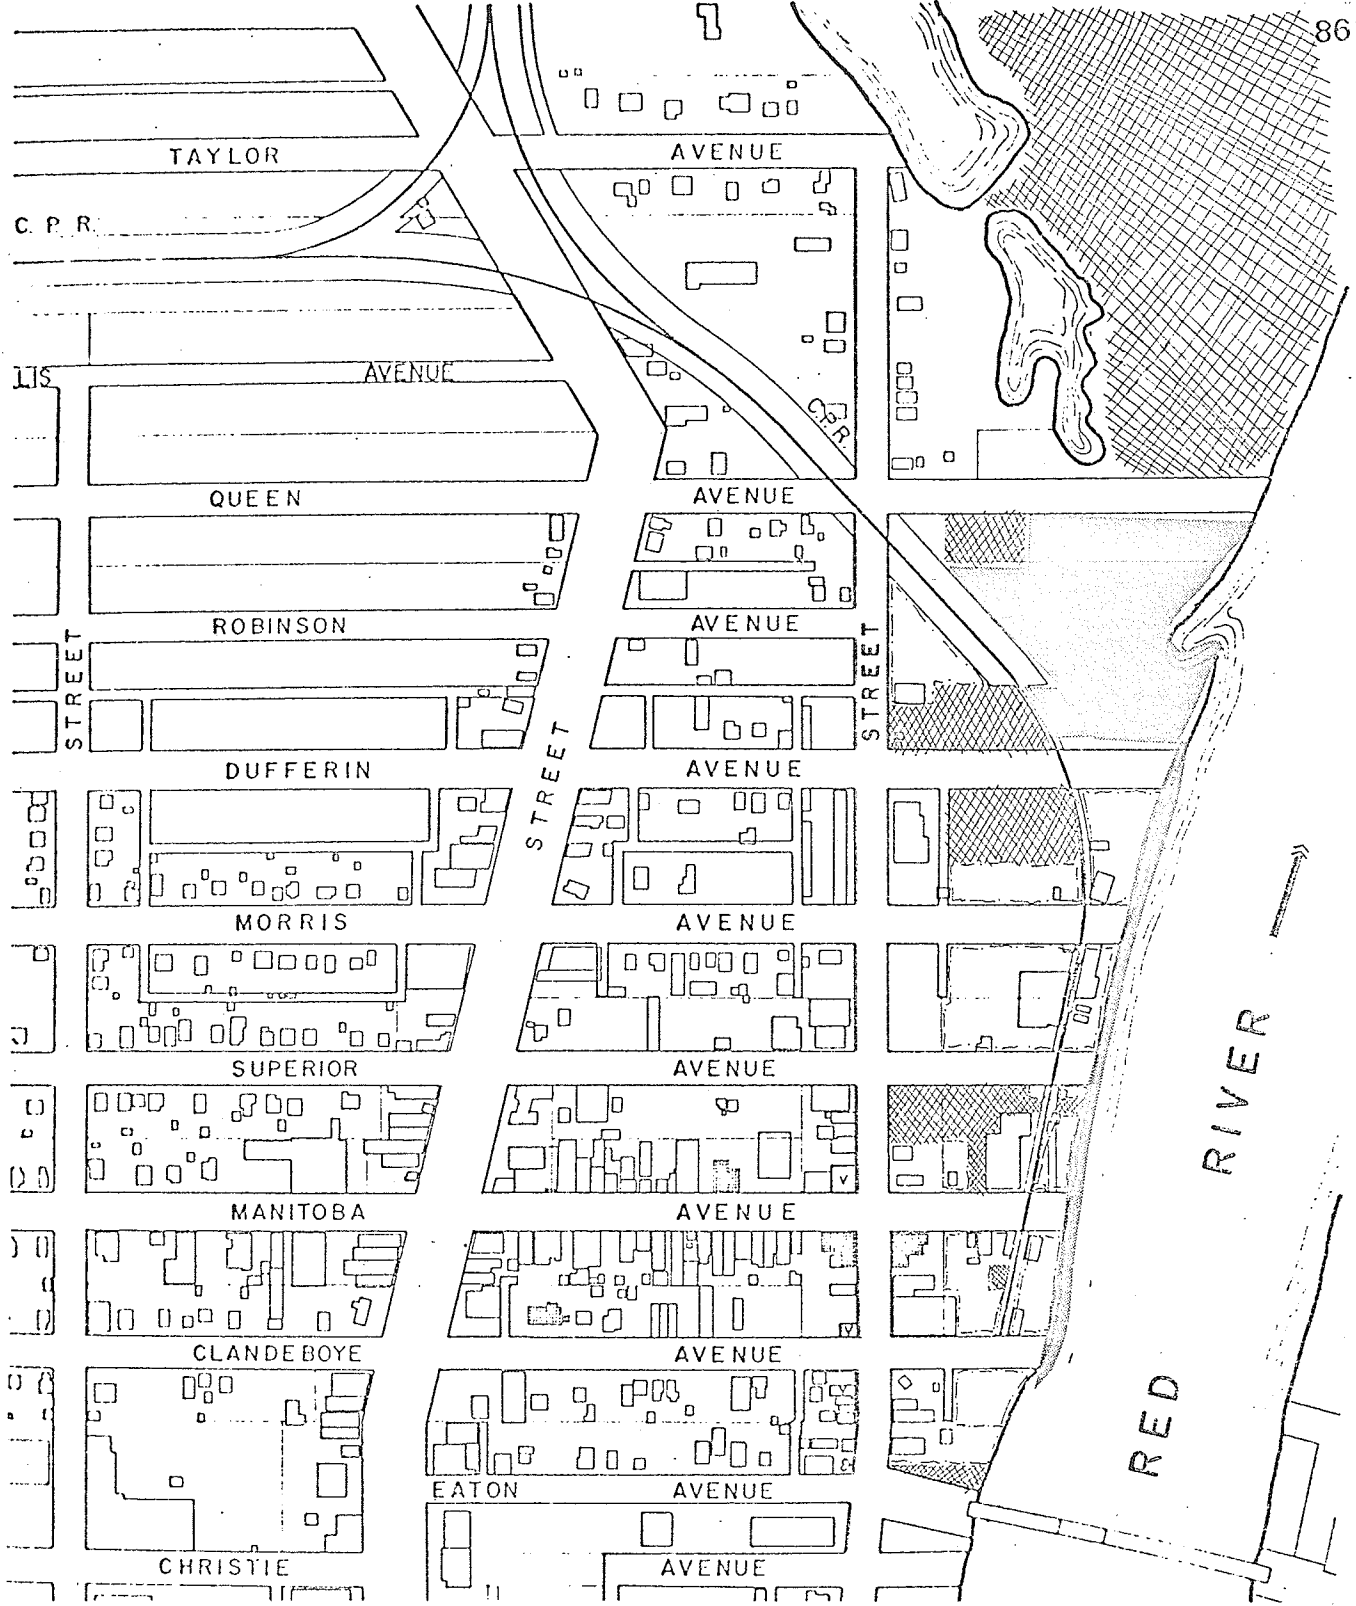 86
TAYLOR AVENUE
C. P. R.
LIS AVENUE
C.P.R.
QUEEN AVENUE
ROBINSON AVENUE
STREET
STREET
STREET
DUFFERIN AVENUE
MORRIS AVENUE
SUPERIOR AVENUE
MANITOBA AVENUE
V
CLANDEBOYE AVENUE
V
V
RED RIVER
EATON AVENUE
CHRISTIE AVENUE